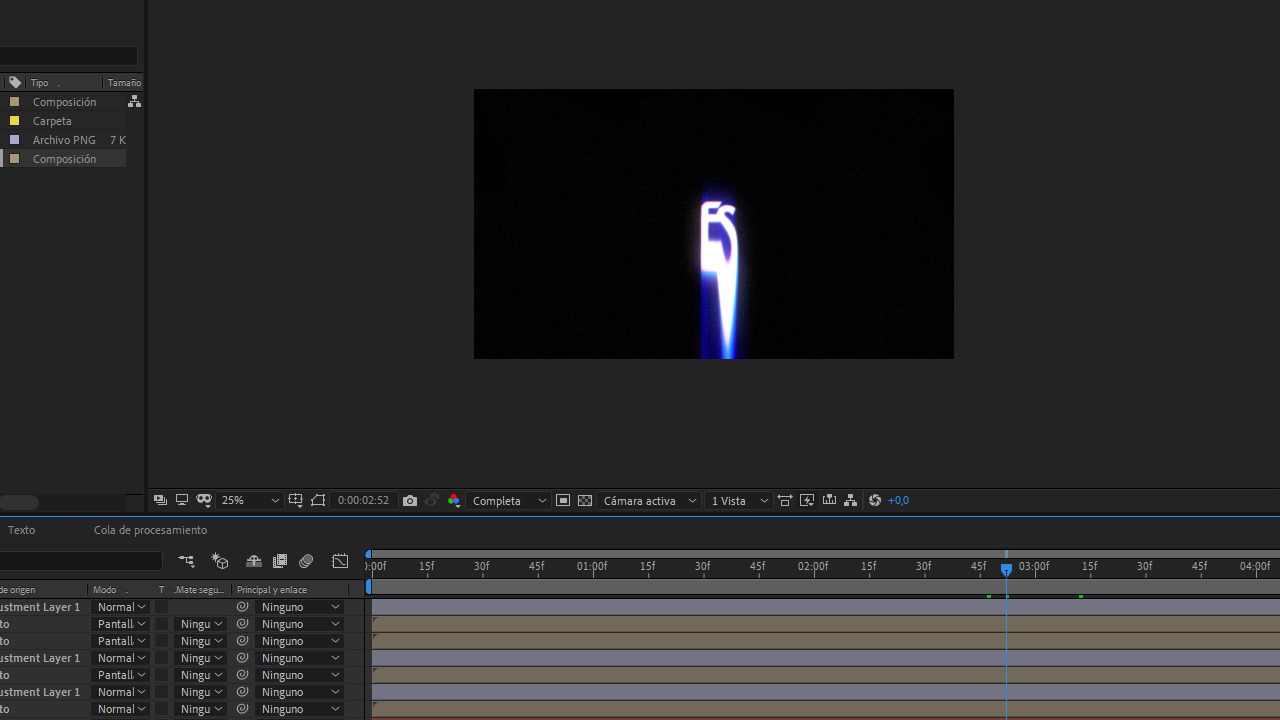 Tipo
Tamaño
Composición
Carpeta
Archivo PNG 7 K
Composición
ES
25%
0:00:02:52
Completa
Cámara activa
1 Vista
+0,0
Texto
Cola de procesamiento
:00f 15f 30f 45f 01:00f 15f 30f 45f 02:00f 15f 30f 45f 03:00f 15f 30f 45f 04:00f
de origen Modo T .Mate segu... Principal y enlace
ustment Layer 1 Normal Ninguno
to Pantall Ningu Ninguno
to Pantall Ningu Ninguno
ustment Layer 1 Normal Ningu Ninguno
to Pantall Ningu Ninguno
ustment Layer 1 Normal Ningu Ninguno
to Normal Ningu Ninguno